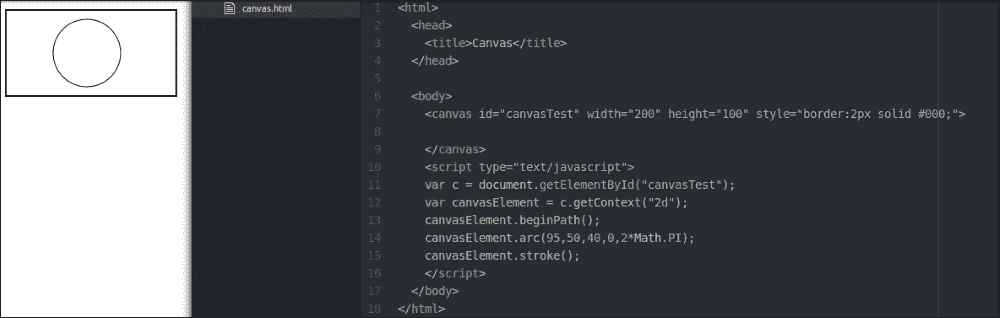 canvas.html
1 <html>
2 <head>
3 <title>Canvas</title>
4 </head>
5
6 <body>
7 <canvas id="canvasTest" width="200" height="100" style="border:2px solid #000;">
8
9 </canvas>
10 <script type="text/javascript">
11 var c = document.getElementById("canvasTest");
12 var canvasElement = c.getContext("2d");
13 canvasElement.beginPath();
14 canvasElement.arc(95,50,40,0,2*Math.PI);
15 canvasElement.stroke();
16 </script>
17 </body>
18 </html>